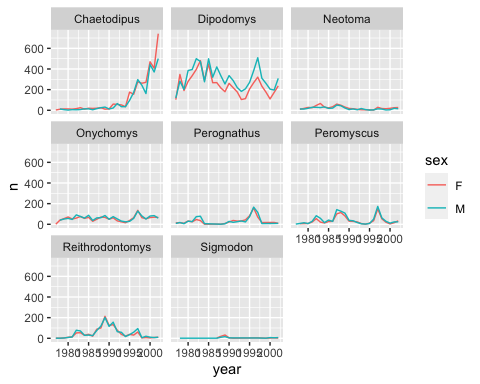 Chaetodipus Dipodomys Neotoma
600
400
200
0
Onychomys Perognathus Peromyscus
600
400
200
0
n
sex
F
M
1980 1985 1990 1995 2000
Reithrodontomys Sigmodon
600
400
200
0
1980 1985 1990 1995 2000 1980 1985 1990 1995 2000
year